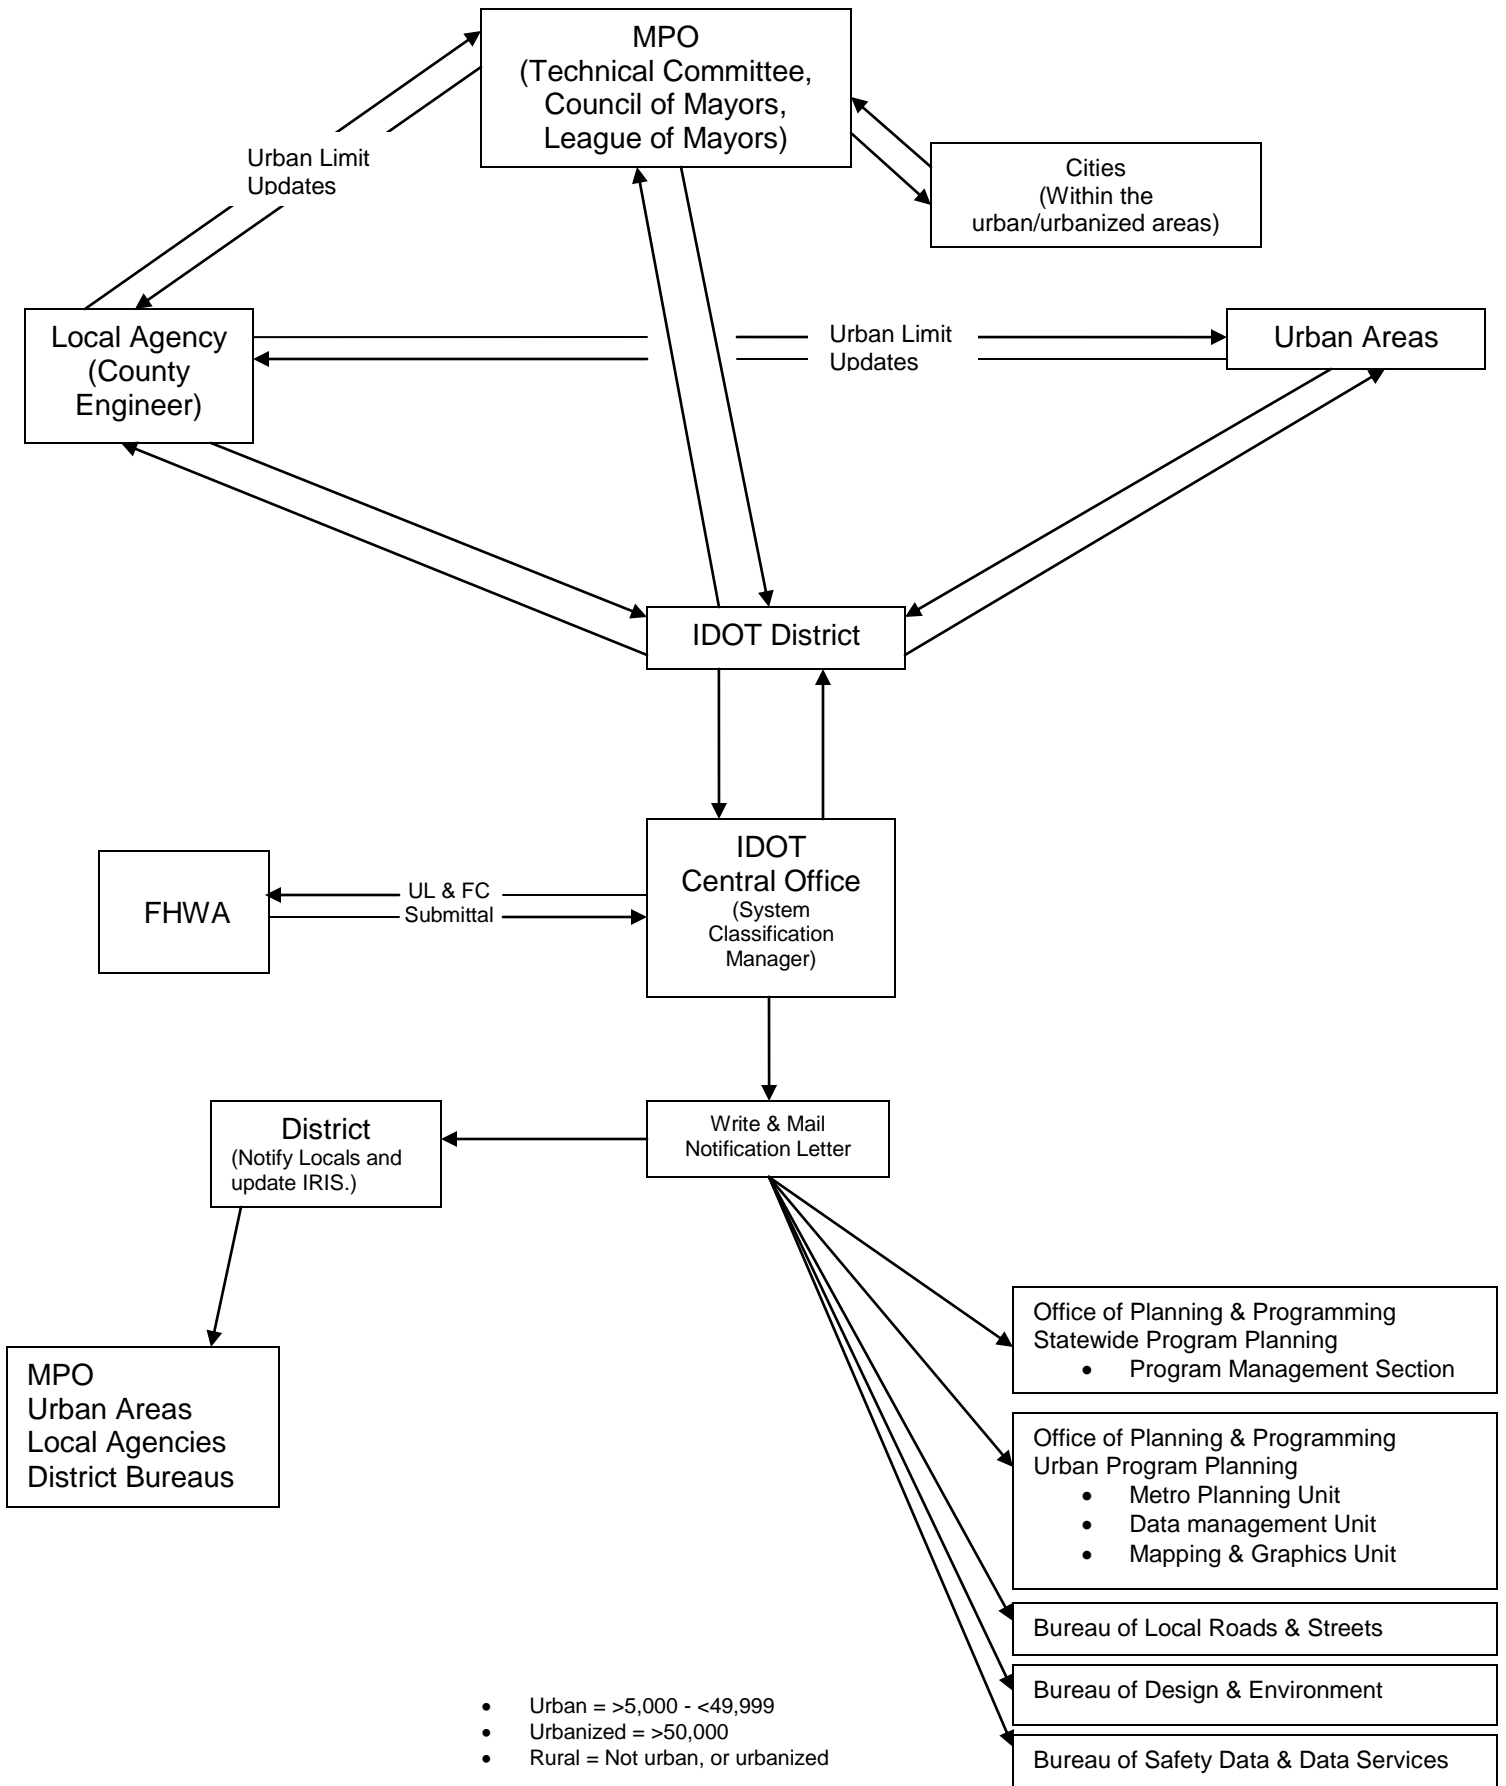 MPO
(Technical Committee,
Council of Mayors,
League of Mayors)
Urban Limit
Updates
Cities
(Within the
urban/urbanized areas)
Local Agency
(County
Engineer)
Urban Limit
Updates
Urban Areas
IDOT District
IDOT
Central Office
(System
Classification
Manager)
FHWA
UL & FC
Submittal
Write & Mail
Notification Letter
District
(Notify Locals and
update IRIS.)
MPO
Urban Areas
Local Agencies
District Bureaus
Office of Planning & Programming
Statewide Program Planning
• Program Management Section
Office of Planning & Programming
Urban Program Planning
• Metro Planning Unit
• Data management Unit
• Mapping & Graphics Unit
Bureau of Local Roads & Streets
Bureau of Design & Environment
Bureau of Safety Data & Data Services
• Urban = >5,000 - <49,999
• Urbanized = >50,000
• Rural = Not urban, or urbanized